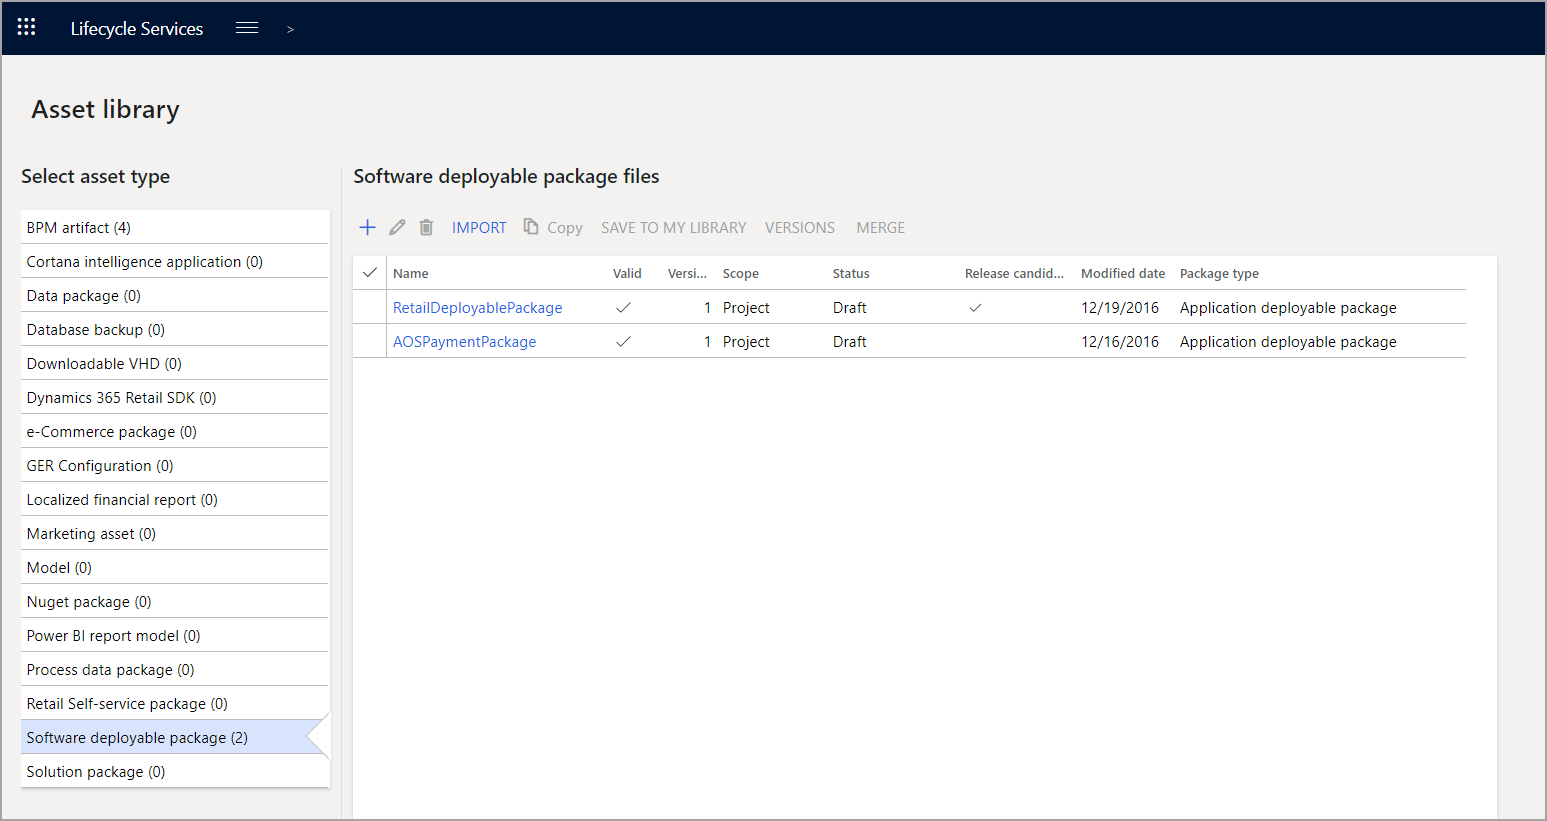 Lifecycle Services >
Asset library
Select asset type
BPM artifact (4)
Cortana intelligence application (0)
Data package (0)
Database backup (0)
Downloadable VHD (0)
Dynamics 365 Retail SDK (0)
e-Commerce package (0)
GER Configuration (0)
Localized financial report (0)
Marketing asset (0)
Model (0)
Nuget package (0)
Power BI report model (0)
Process data package (0)
Retail Self-service package (0)
Software deployable package (2)
Solution package (0)
Software deployable package files
IMPORT Copy SAVE TO MY LIBRARY VERSIONS MERGE
Name Valid Versi... Scope Status Release candid... Modified date Package type
RetailDeployablePackage 1 Project Draft 12/19/2016 Application deployable package
AOSPaymentPackage 1 Project Draft 12/16/2016 Application deployable package